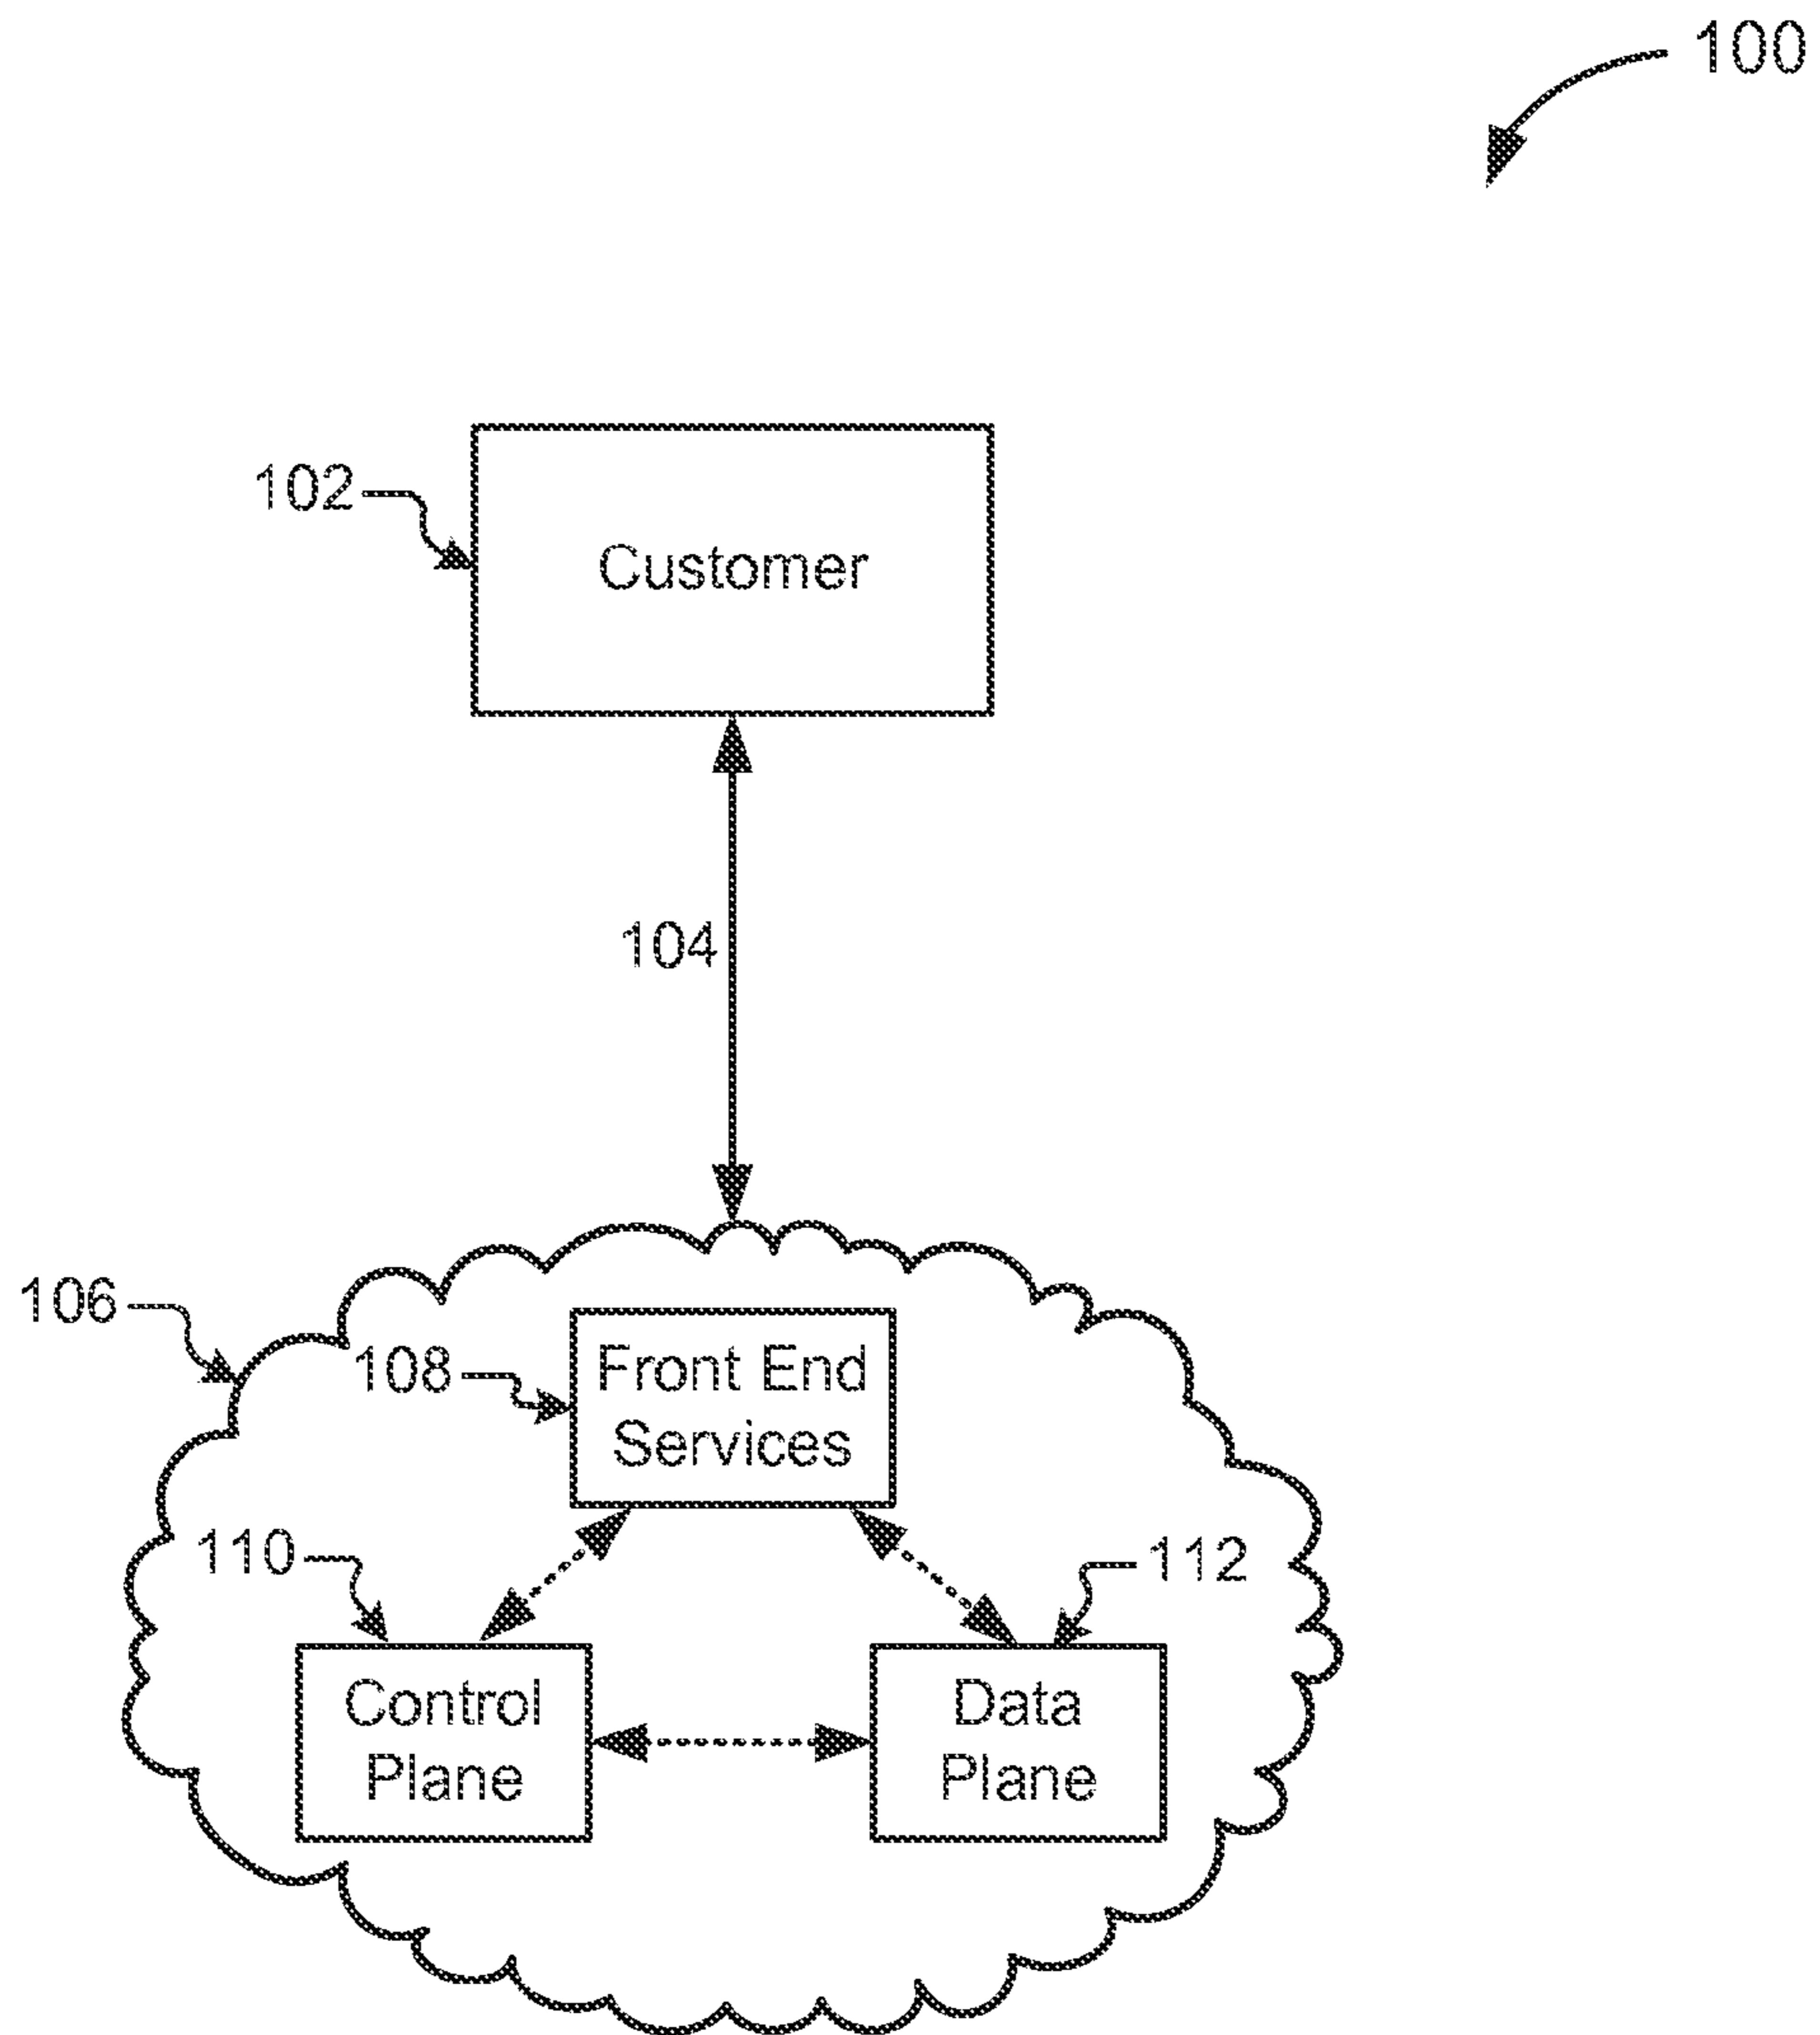 100
102
Customer
104
106
108
Front End
Services
110
112
Control
Plane
Data
Plane